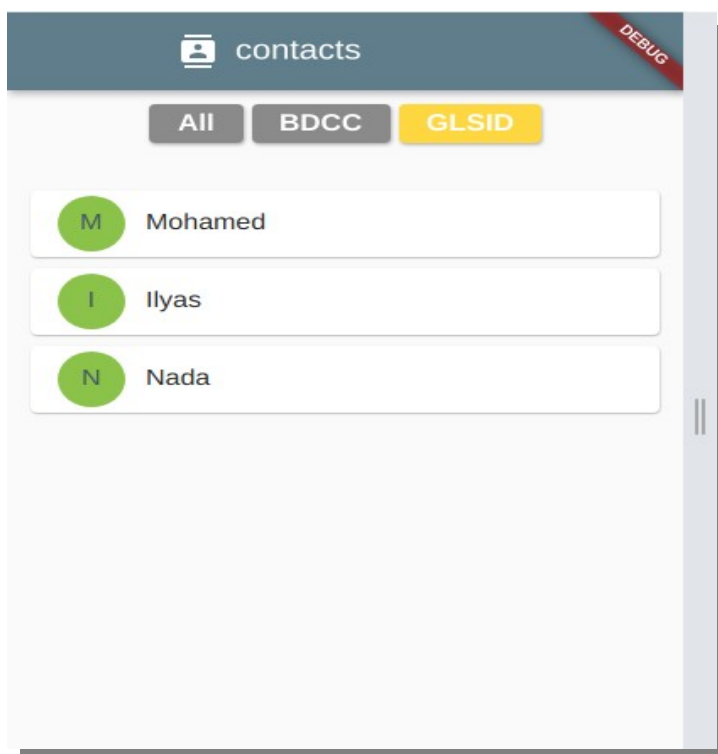 contacts
DEBUG
All BDCC GLSID
M Mohamed
I Ilyas
N Nada